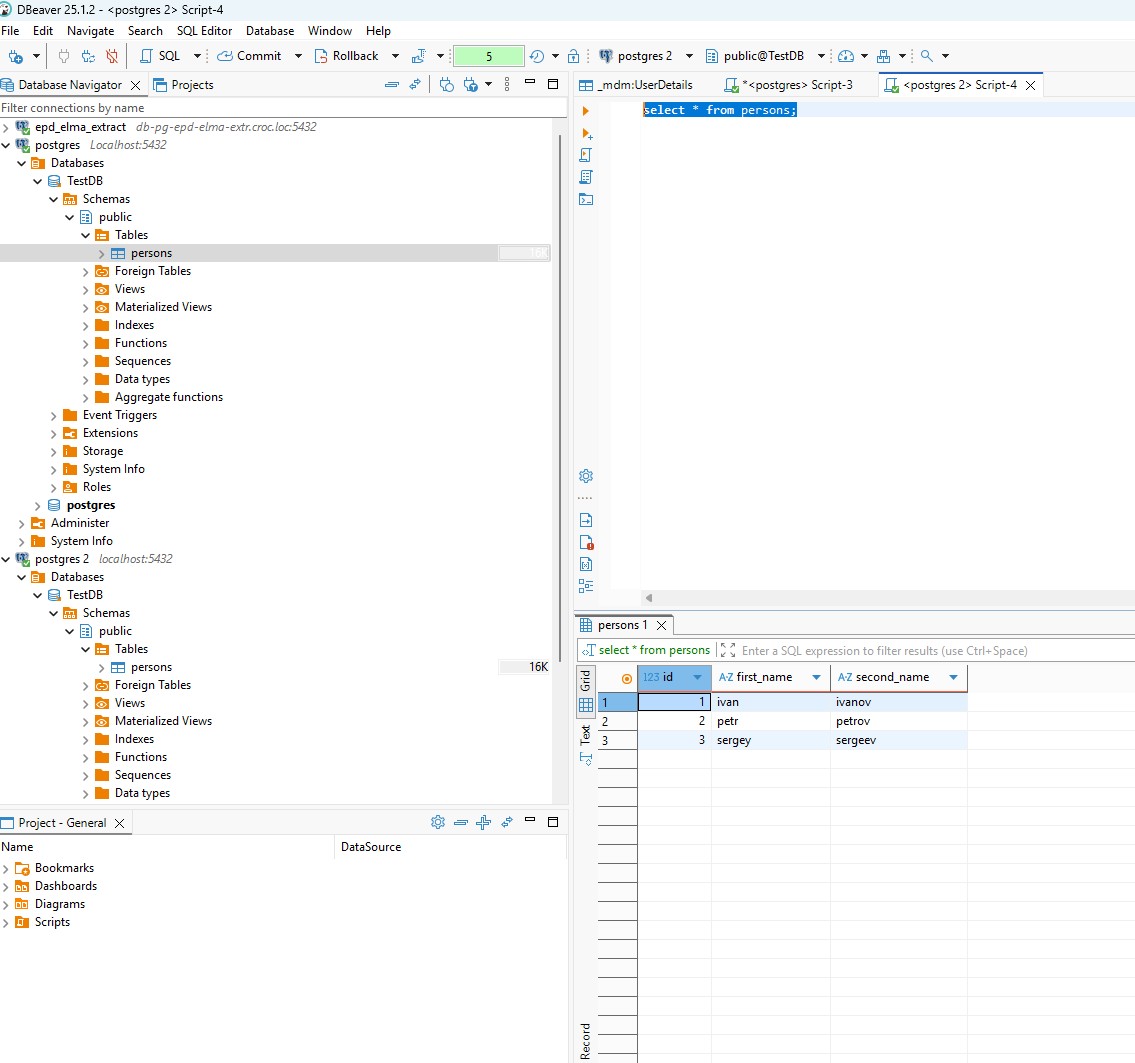 DBeaver 25.1.2 - <postgres 2> Script-4
File Edit Navigate Search SQL Editor Database Window Help
SQL Commit Rollback 5 postgres 2 public@TestDB
Database Navigator Projects
Filter connections by name
epd_elma_extract db-pg-epd-elma-extr.croc.loc:5432
postgres Localhost:5432
Databases
TestDB
Schemas
public
Tables
persons 16K
Foreign Tables
Views
Materialized Views
Indexes
Functions
Sequences
Data types
Aggregate functions
Event Triggers
Extensions
Storage
System Info
Roles
postgres
Administer
System Info
postgres 2 localhost:5432
Databases
TestDB
Schemas
public
Tables
persons 16K
Foreign Tables
Views
Materialized Views
Indexes
Functions
Sequences
Data types
Project - General
Name DataSource
Bookmarks
Dashboards
Diagrams
Scripts
_mdm:UserDetails *<postgres> Script-3 <postgres 2> Script-4
select * from persons;
persons 1
select * from persons Enter a SQL expression to filter results (use Ctrl+Space)
Grid
Text
Record
123 id A-Z first_name A-Z second_name
1 1 ivan ivanov
2 2 petr petrov
3 3 sergey sergeev